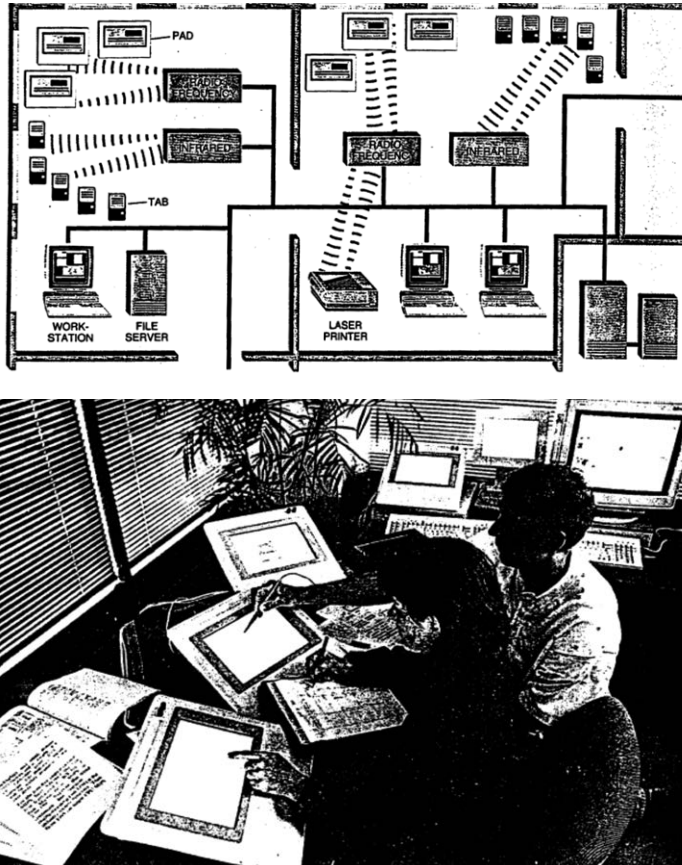 PAD
RADIO
FREQUENCY
INFRARED
TAB
WORK-
STATION
FILE
SERVER
RADIO
FREQUENCY
INFRARED
LASER
PRINTER